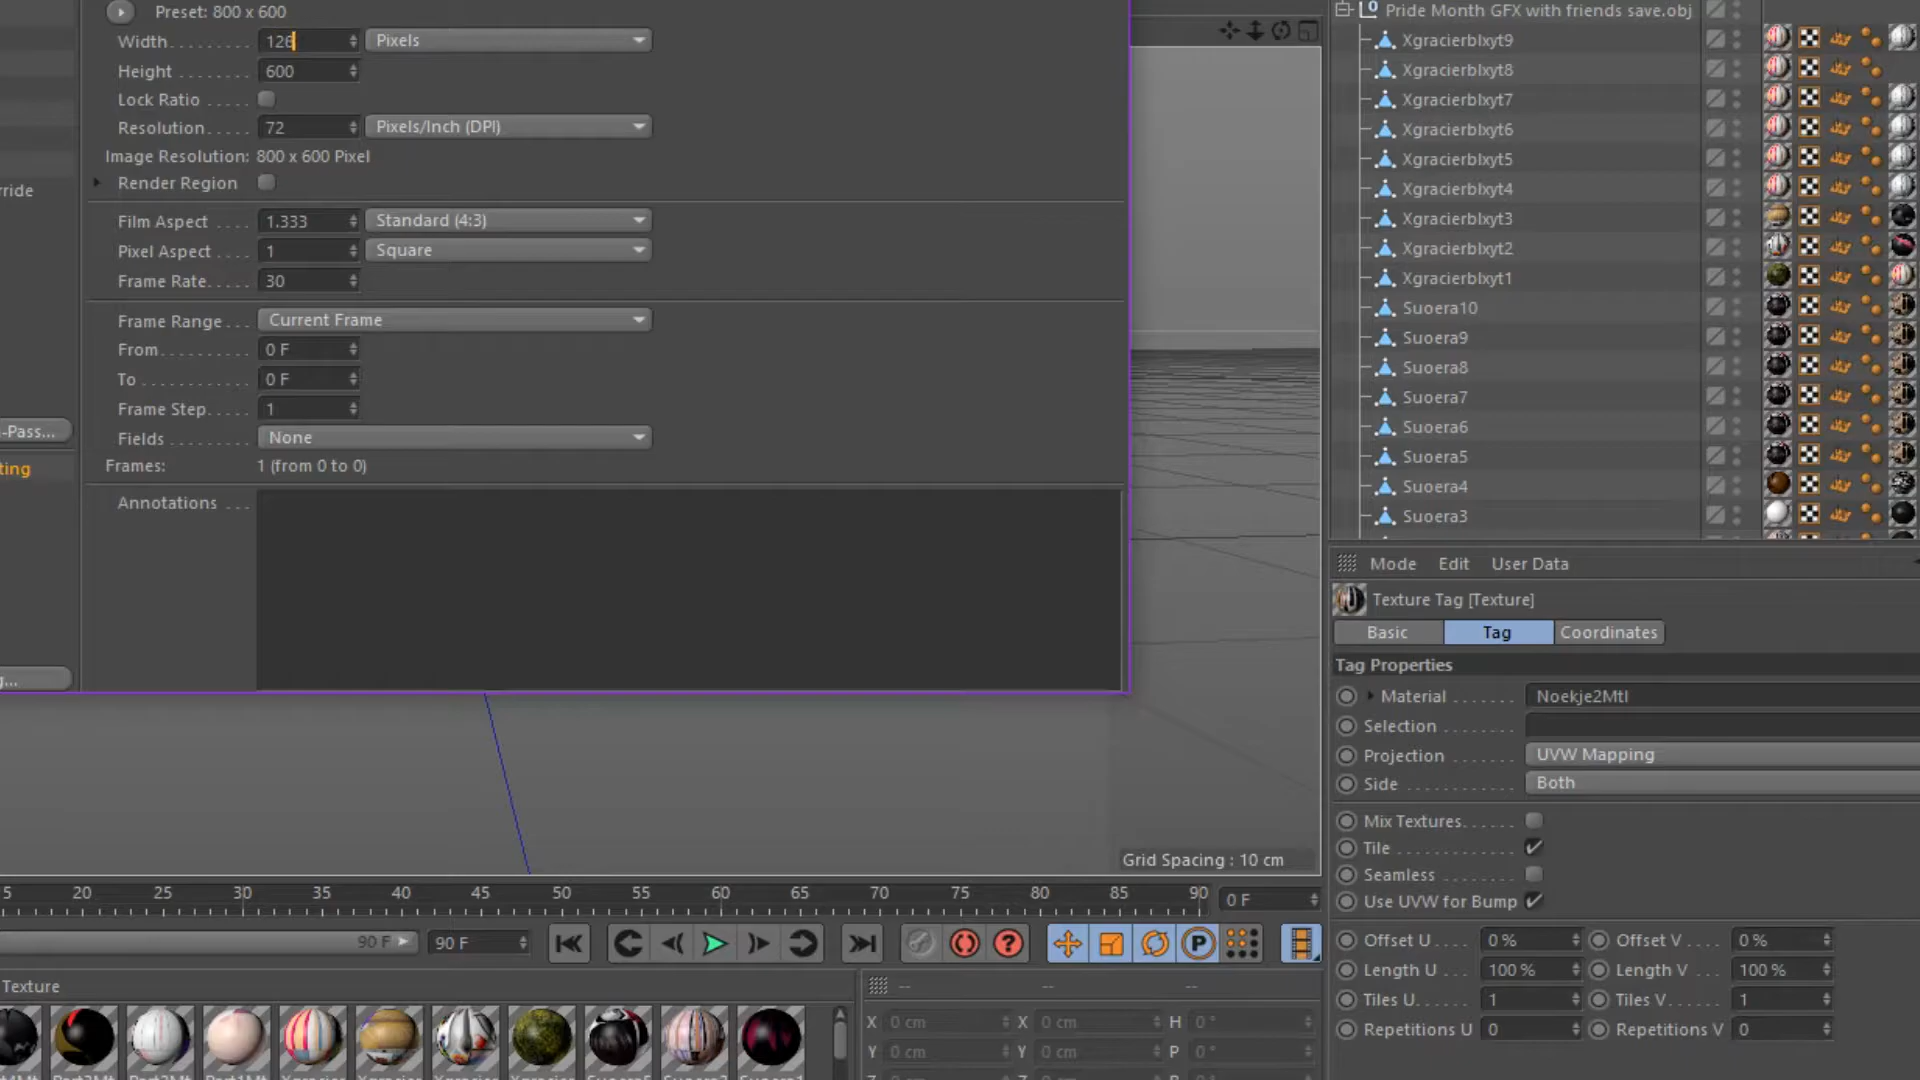 Preset: 800 x 600
Width 128 Pixels
Height 600
Lock Ratio
Resolution 72 Pixels/Inch (DPI)
Image Resolution: 800 x 600 Pixel
Render Region
Film Aspect 1.333 Standard (4:3)
Pixel Aspect 1 Square
Frame Rate 30
Frame Range Current Frame
From 0 F
To 0 F
Frame Step 1
Fields None
Frames: 1 (from 0 to 0)
Annotations
-Pass...
Grid Spacing : 10 cm
20 25 30 35 40 45 50 55 60 65 70 75 80 85 90 0 F
90 F 90 F
Texture
X 0 cm X 0 cm H 0 °
Y 0 cm Y 0 cm P 0 °
Pride Month GFX with friends save.obj
Xgracierblxyt9
Xgracierblxyt8
Xgracierblxyt7
Xgracierblxyt6
Xgracierblxyt5
Xgracierblxyt4
Xgracierblxyt3
Xgracierblxyt2
Xgracierblxyt1
Suoera10
Suoera9
Suoera8
Suoera7
Suoera6
Suoera5
Suoera4
Suoera3
Mode Edit User Data
Texture Tag [Texture]
Basic Tag Coordinates
Tag Properties
Material Noekje2Mtl
Selection
Projection UVW Mapping
Side Both
Mix Textures
Tile
Seamless
Use UVW for Bump
Offset U 0 % Offset V 0 %
Length U 100 % Length V 100 %
Tiles U 1 Tiles V 1
Repetitions U 0 Repetitions V 0